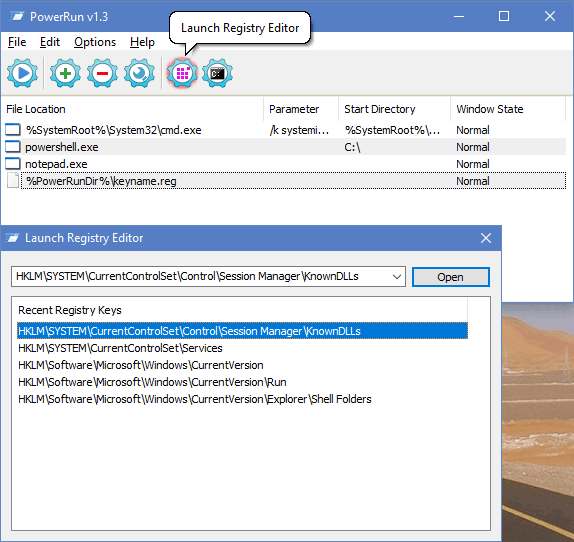 PowerRun v1.3
Launch Registry Editor
File Edit Options Help
File Location Parameter Start Directory Window State
%SystemRoot%\System32\cmd.exe /k systemi... %SystemRoot%\... Normal
powershell.exe C:\ Normal
notepad.exe Normal
%PowerRunDir%\keyname.reg Normal
Launch Registry Editor
HKLM\SYSTEM\CurrentControlSet\Control\Session Manager\KnownDLLs Open
Recent Registry Keys
HKLM\SYSTEM\CurrentControlSet\Control\Session Manager\KnownDLLs
HKLM\SYSTEM\CurrentControlSet\Services
HKLM\Software\Microsoft\Windows\CurrentVersion
HKLM\Software\Microsoft\Windows\CurrentVersion\Run
HKLM\Software\Microsoft\Windows\CurrentVersion\Explorer\Shell Folders